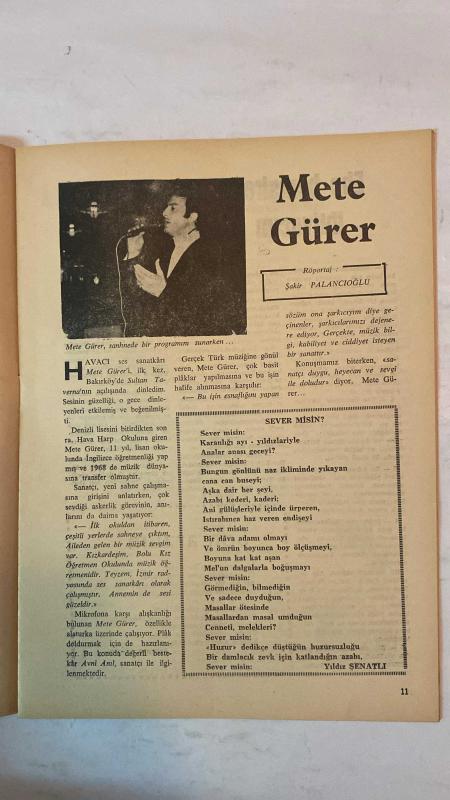 Mete
Gürer
Röportaj :
Şakir PALANCIOĞLU
Mete Gürer, sahnede bir programını sunarken ...
HAVACI ses sanatkârı
Mete Gürer'i, ilk kez,
Bakırköy'de Sultan Ta-
verna'nın açılışında dinledim.
Sesinin güzelliği, o gece dinle-
yenleri etkilemiş ve beğenilmiş-
ti.
Denizli lisesini bitirdikten son
ra, Hava Harp Okuluna giren
Mete Gürer, 11 yıl, lisan oku-
lunda İngilizce öğretmenliği yap
mış ve 1968 de müzik dünya-
sına transfer olmuştur.
Sanatçı, yeni sahne çalışma-
sına girişini anlatırken, çok
sevdiği askerlik görevinin, anı-
larını da daima yaşatıyor:
«— İlk okuldan itibaren,
çeşitli yerlerde sahneye çıktım,
Aileden gelen bir müzik sevgim
var. Kızkardeşim, Bolu Kız
Öğretmen Okulunda müzik öğ-
retmenidir. Teyzem, İzmir rad-
yosunda ses sanatkârı olarak
çalışmıştır. Annemin de sesi
güzeldir.»
Mikrofona karşı alışkanlığı
bulunan Mete Gürer, özellikle
alaturka üzerinde çalışıyor. Plâk
doldurmak için de hazırlanı-
yor. Bu konuda değerli beste-
kâr Avni Anıl, sanatçı ile ilgi-
lenmektedir.
Gerçek Türk müziğine gönül
veren, Mete Gürer, çok basit
plâklar yapılmasına ve bu işin
hafife alınmasına karşıdır:
«— Bu işin esnaflığını yapan
sözüm ona şarkıcıyım diye ge-
çinenler, şarkıcılarımızı dejene-
re ediyor, Gerçekte, müzik bil-
gi, kabiliyet ve ciddiyet isteyen
bir sanattır.»
Konuşmamız biterken, «sa-
natçı duygu, heyecan ve sevgi
ile doludur» diyor, Mete Gü-
rer...
SEVER MİSİN?
Sever misin:
Karanlığı ayı - yıldızlariyle
Analar anası geceyi?
Sever misin:
Bungun gönlünü naz ikliminde yıkayan
cana can buseyi;
Aşka dair her şeyi,
Azabı kederi, kaderi;
Ani gülüşleriyle içinde ürperen,
Istırabınca haz veren endişeyi
Sever misin:
Bir dâva adamı olmayı
Ve ömrün boyunca boy ölçüşmeyi,
Boyuna hat kat aşan
Mel'un dalgalarla boğuşmayı
Sever misin:
Görmediğin, bilmediğin
Ve sadece duyduğun,
Masallar ötesinde
Masallardan masal umduğun
Cenneti, melekleri?
Sever misin:
«Huzur» dedikçe düştüğün huzursuzluğu
Bir damlacık zevk için katlandığın azabı,
Sever misin: Yıldız ŞENATLI
11